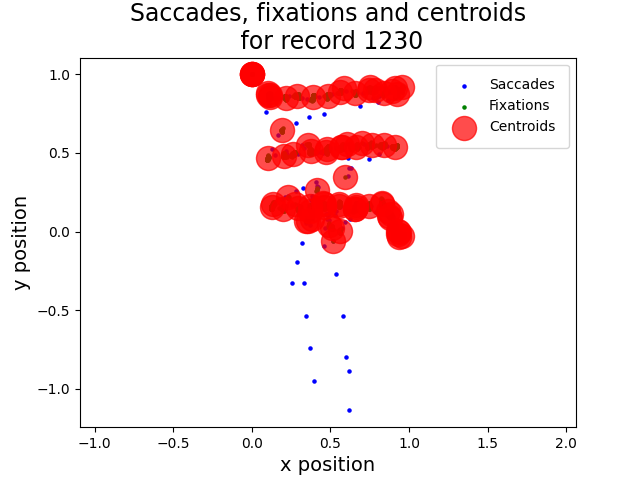 Saccades, fixations and centroids
for record 1230
Saccades
Fixations
Centroids
1.0
0.5
0.0
−0.5
−1.0
y position
−1.0
−0.5
0.0
0.5
1.0
1.5
2.0
x position